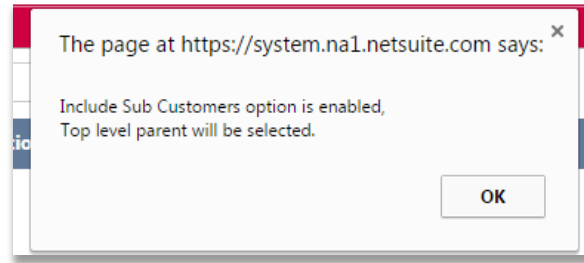 The page at https://system.na1.netsuite.com says:
Include Sub Customers option is enabled,
Top level parent will be selected.
OK